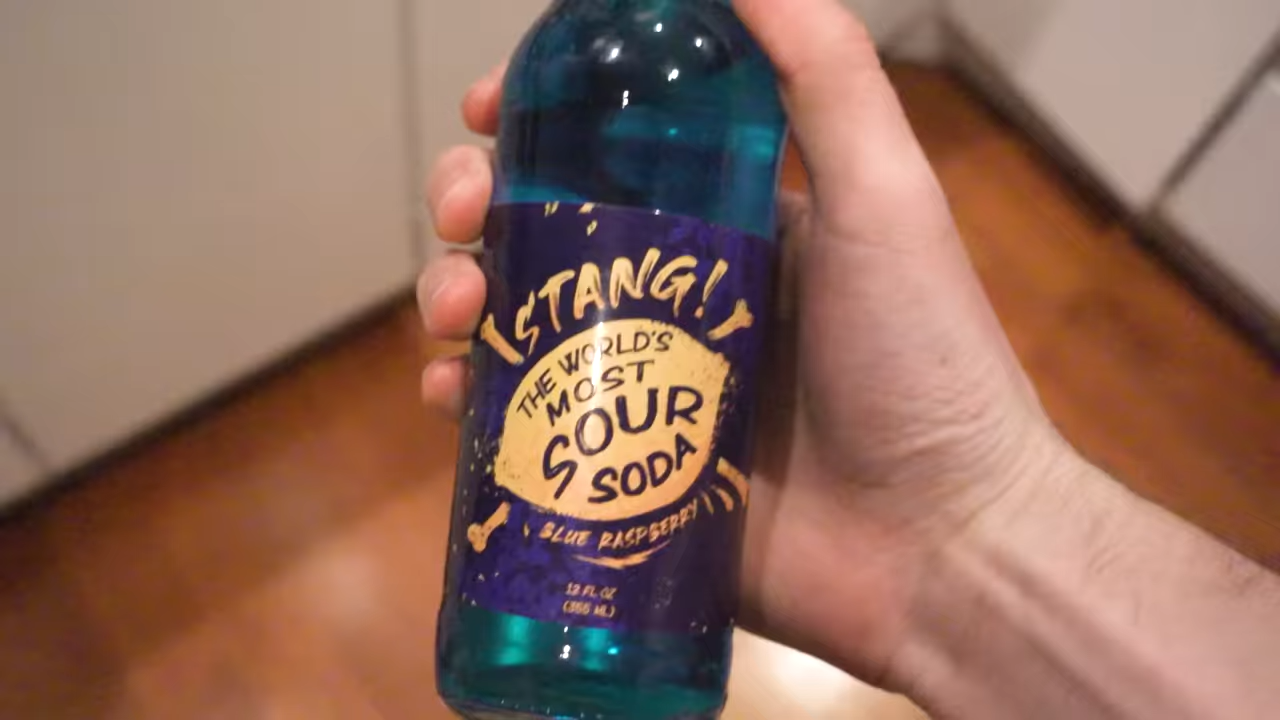 STANG!
THE WORLD'S
MOST
SOUR
SODA
BLUE RASPBERRY
12 FL OZ
(355 ML)